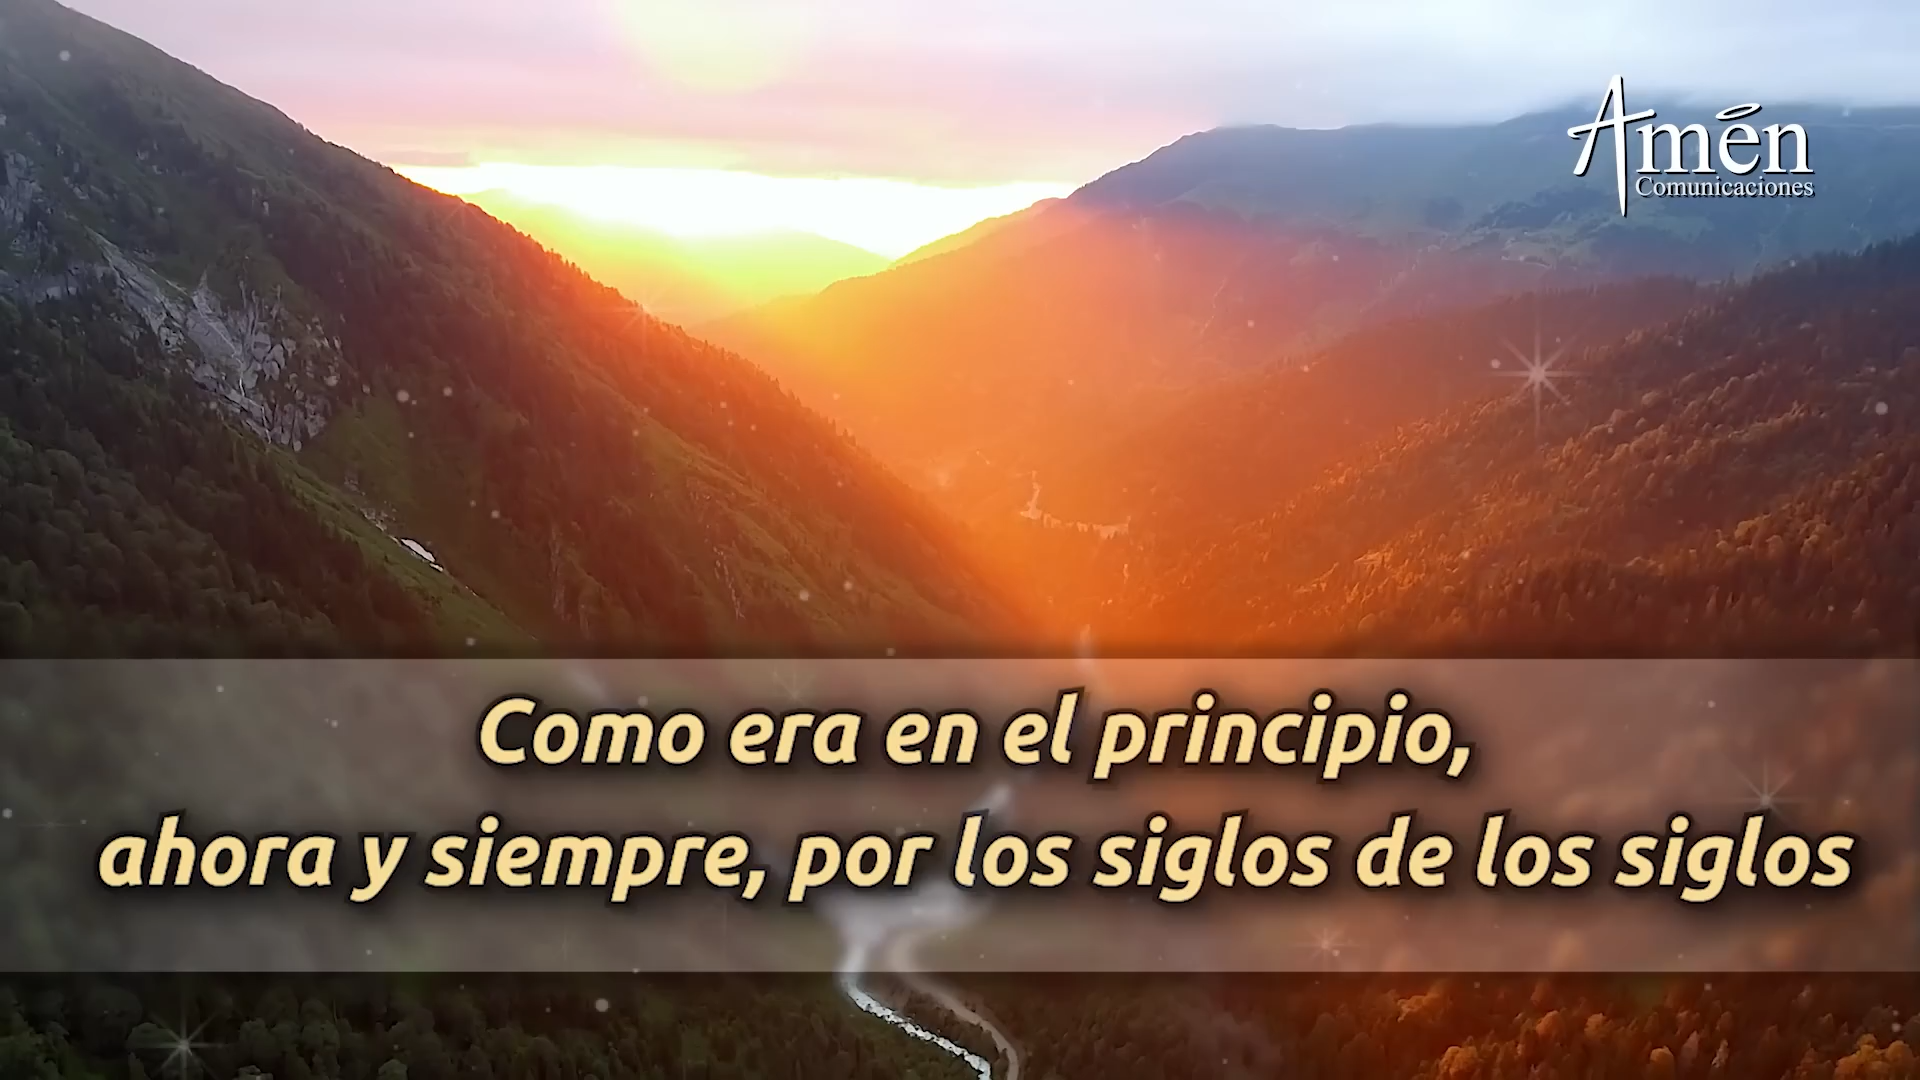 Amén
Comunicaciones
Como era en el principio,
ahora y siempre, por los siglos de los siglos